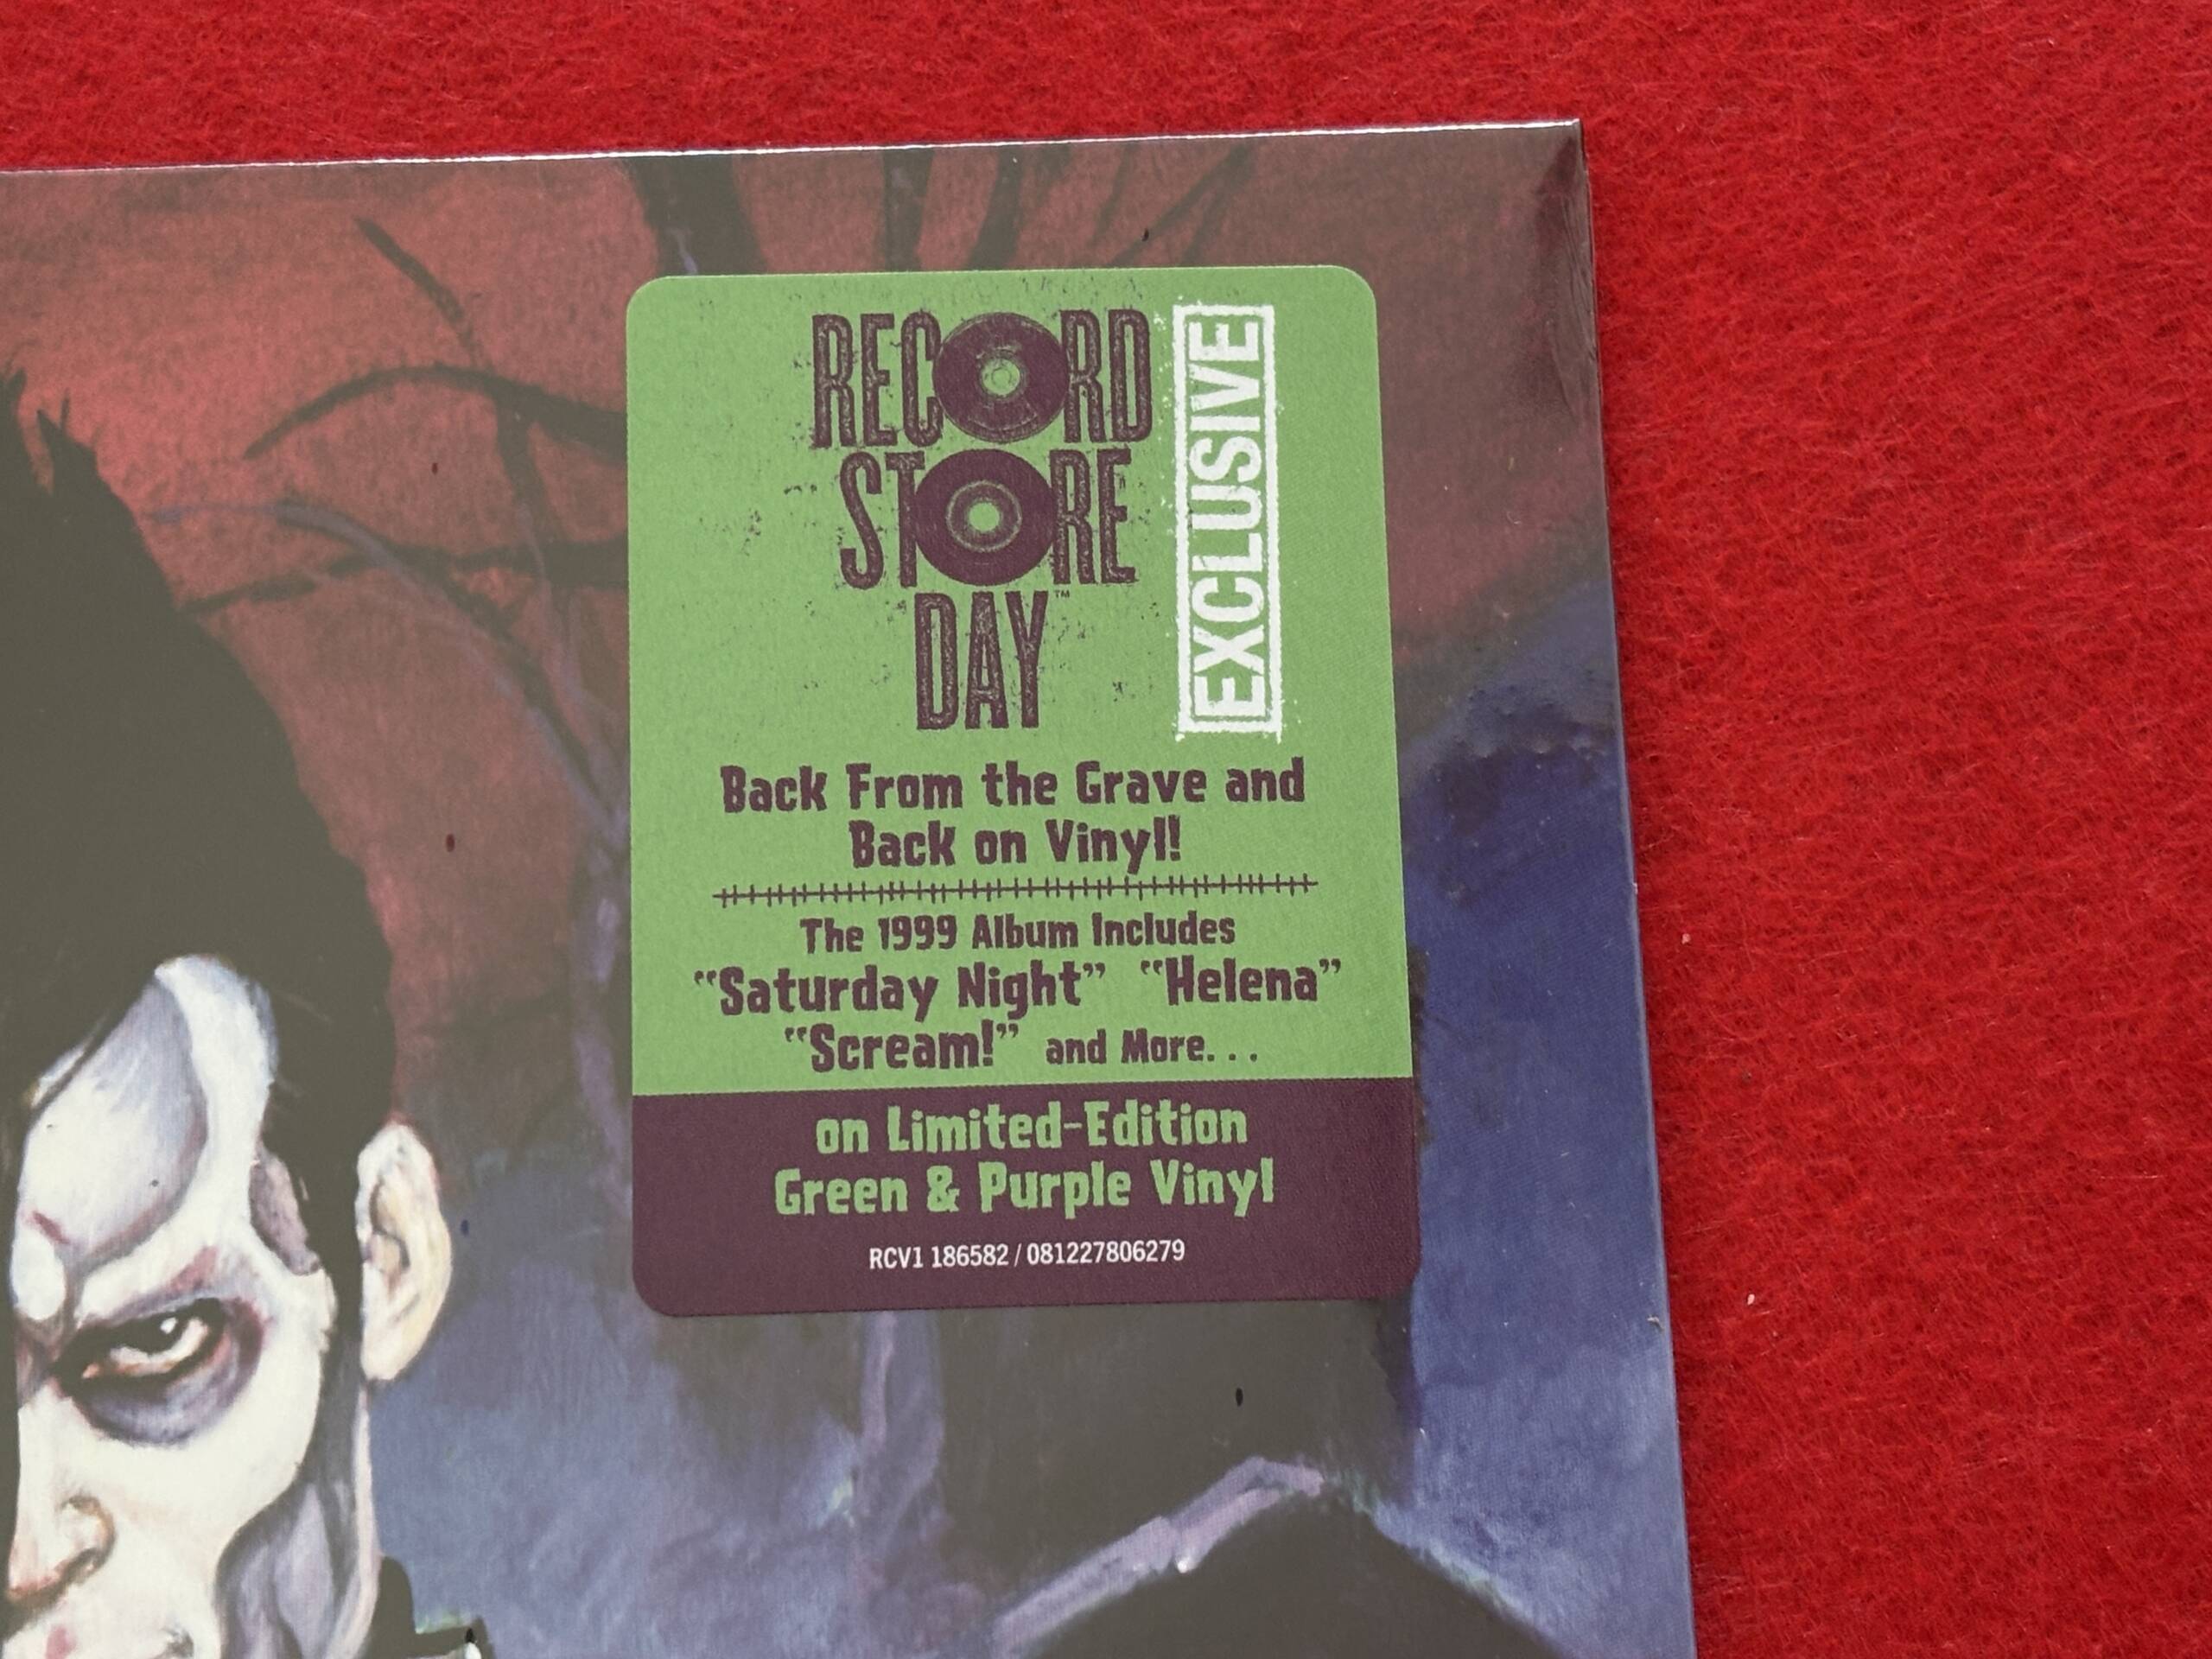 RECORD
STORE
DAY™
EXCLUSIVE
Back From the Grave and
Back on Vinyl!
The 1999 Album Includes
“Saturday Night” “Helena”
“Scream!” and More...
on Limited-Edition
Green & Purple Vinyl
RCV1 186582 / 081227806279